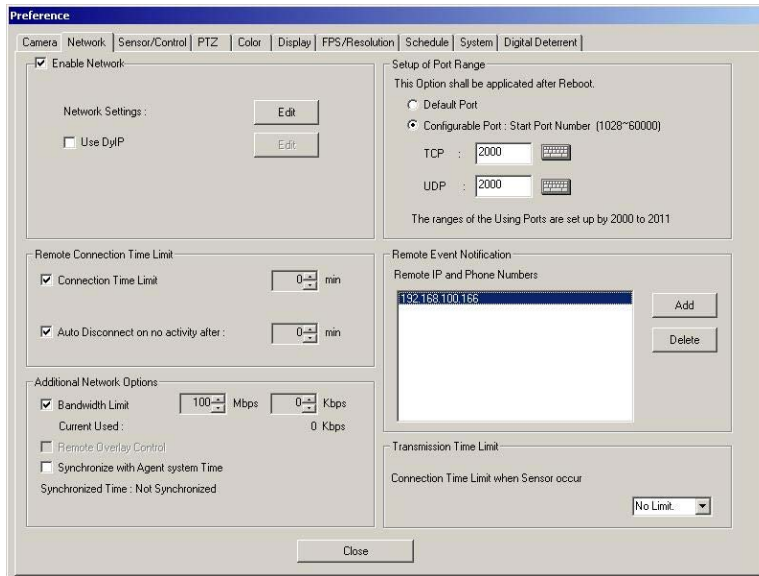 Preference
Camera Network Sensor/Control PTZ Color Display FPS/Resolution Schedule System Digital Deterrent
Enable Network
Network Settings : Edit
Use DyIP Edit
Setup of Port Range
This Option shall be applicated after Reboot.
Default Port
Configurable Port : Start Port Number (1028~60000)
TCP : 2000
UDP : 2000
The ranges of the Using Ports are set up by 2000 to 2011
Remote Connection Time Limit
Connection Time Limit 0 min
Auto Disconnect on no activity after : 0 min
Remote Event Notification
Remote IP and Phone Numbers
192.168.100.166
Add
Delete
Additional Network Options
Bandwidth Limit 100 Mbps 0 Kbps
Current Used : 0 Kbps
Remote Overlay Control
Synchronize with Agent system Time
Synchronized Time : Not Synchronized
Transmission Time Limit
Connection Time Limit when Sensor occur
No Limit.
Close